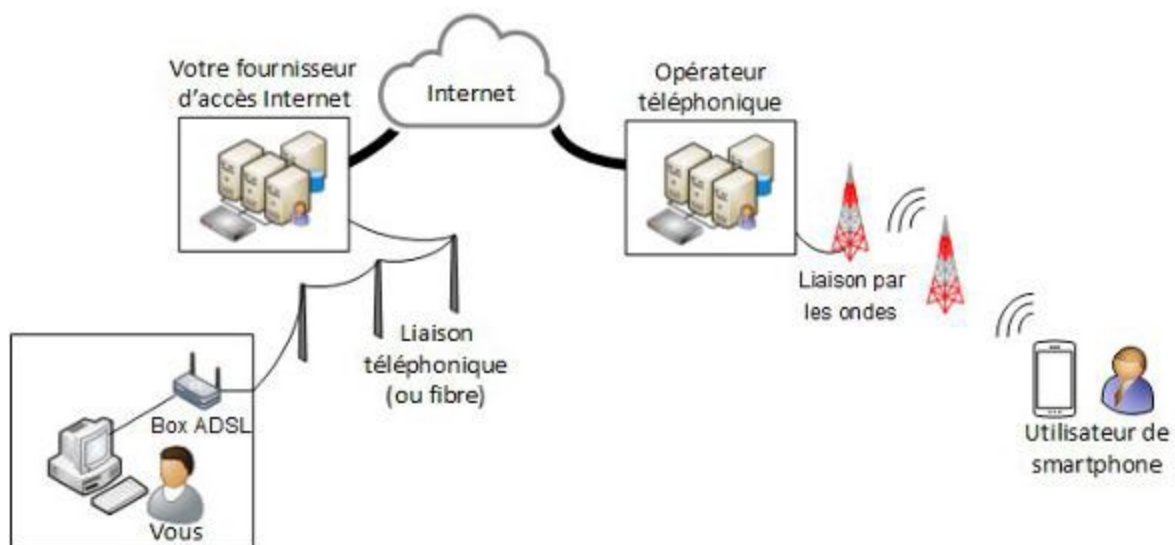 Votre fournisseur
d'accès Internet
Internet
Opérateur
téléphonique
Liaison par
les ondes
Liaison
téléphonique
(ou fibre)
Box ADSL
Vous
Utilisateur de
smartphone